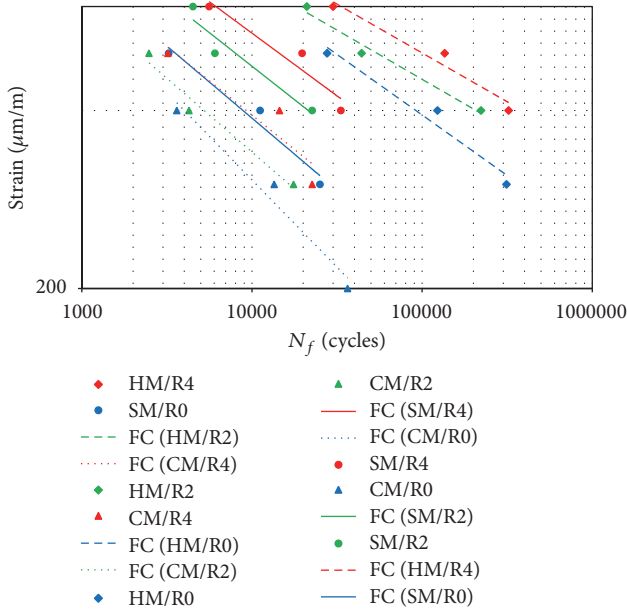 Strain (μm/m)
200
1000 10000 100000 1000000
N_f (cycles)
HM/R4 CM/R2
SM/R0 FC (SM/R4)
FC (HM/R2) FC (CM/R0)
FC (CM/R4) SM/R4
HM/R2 CM/R0
CM/R4 FC (SM/R2)
FC (HM/R0) SM/R2
FC (CM/R2) FC (HM/R4)
HM/R0 FC (SM/R0)